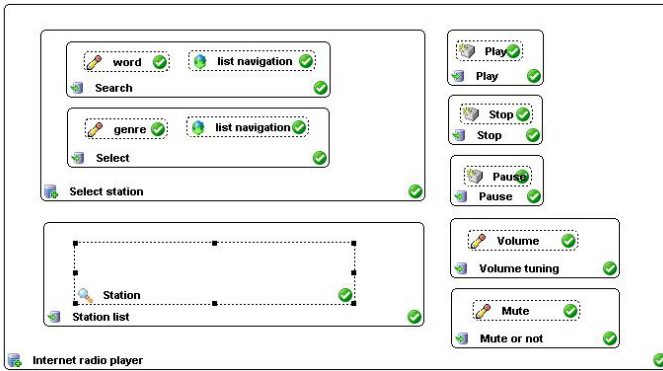 word
list navigation
Search
genre
list navigation
Select
Select station
Station
Station list
Play
Play
Stop
Stop
Pause
Pause
Volume
Volume tuning
Mute
Mute or not
Internet radio player